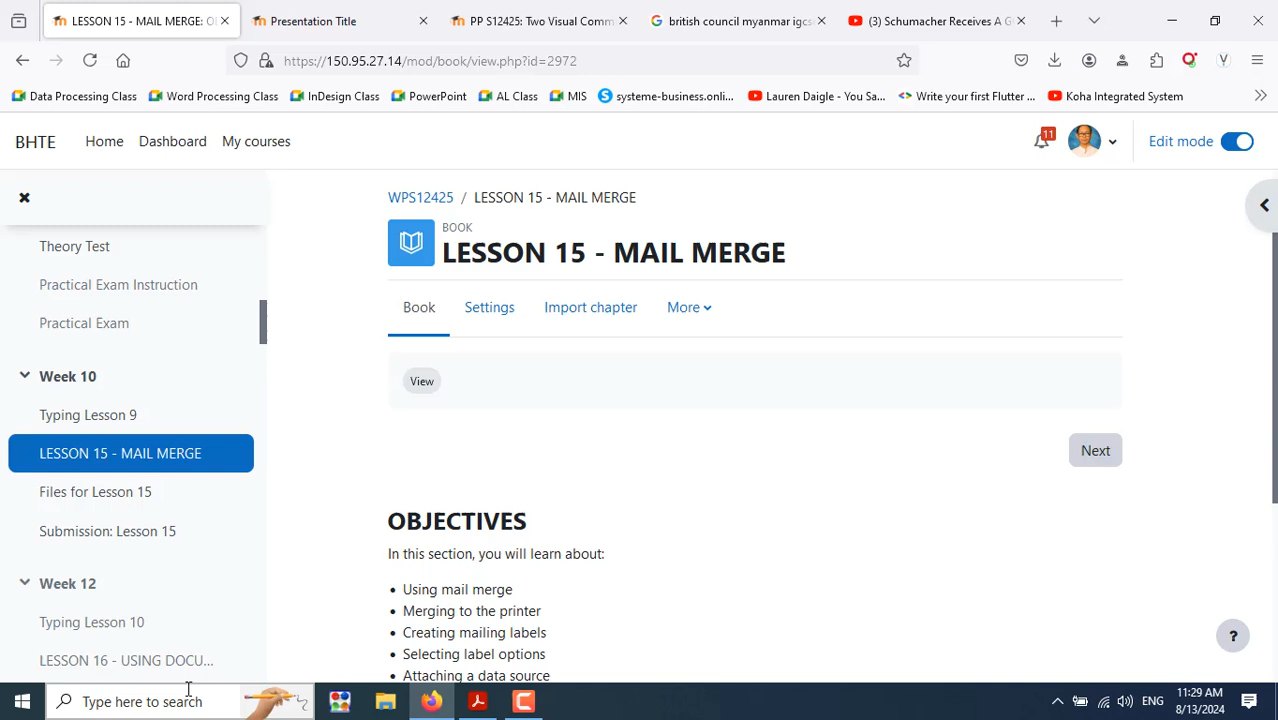 LESSON 15 - MAIL MERGE: O
Presentation Title
PP S12425: Two Visual Comm
british council myanmar igcs
(3) Schumacher Receives A G
https://150.95.27.14/mod/book/view.php?id=2972
Data Processing Class
Word Processing Class
InDesign Class
PowerPoint
AL Class
MIS
systeme-business.onli...
Lauren Daigle - You Sa...
Write your first Flutter ...
Koha Integrated System
BHTE
Home
Dashboard
My courses
11
Edit mode
Theory Test
Practical Exam Instruction
Practical Exam
Week 10
Typing Lesson 9
LESSON 15 - MAIL MERGE
Files for Lesson 15
Submission: Lesson 15
Week 12
Typing Lesson 10
LESSON 16 - USING DOCU...
WPS12425 / LESSON 15 - MAIL MERGE
BOOK
LESSON 15 - MAIL MERGE
Book
Settings
Import chapter
More
View
Next
OBJECTIVES
In this section, you will learn about:
• Using mail merge
• Merging to the printer
• Creating mailing labels
• Selecting label options
• Attaching a data source
?
Type here to search
ENG
11:29 AM
8/13/2024